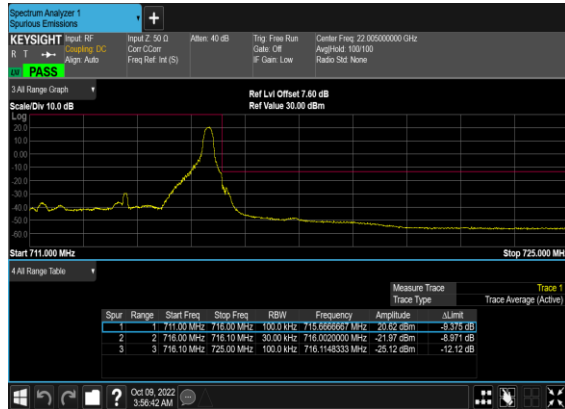 Spectrum Analyzer 1
Spurious Emissions
KEYSIGHT Input: RF Input Z: 50 Ω Atten: 40 dB Trig: Free Run Center Freq: 22.005000000 GHz
R T Coupling: DC Corr CCorr Gate: Off Avg|Hold: 100/100
Align: Auto Freq Ref: Int (S) IF Gain: Low Radio Std: None
PASS
3 All Range Graph
Ref Lvl Offset 7.60 dB
Scale/Div 10.0 dB Ref Value 30.00 dBm
Log
20.0
10.0
0.00
-10.0
-20.0
-30.0
-40.0
-50.0
-60.0
Start 711.000 MHz Stop 725.000 MH
4 All Range Table
Measure Trace Trace 1
Trace Type Trace Average (Active)
Spur Range Start Freq Stop Freq RBW Frequency Amplitude ΔLimit
1 1 711.00 MHz 716.00 MHz 100.0 kHz 715.6666667 MHz 20.62 dBm -9.375 dB
2 2 716.00 MHz 716.10 MHz 30.00 kHz 716.0020000 MHz -21.97 dBm -8.971 dB
3 3 716.10 MHz 725.00 MHz 100.0 kHz 716.1148333 MHz -25.12 dBm -12.12 dB
? Oct 09, 2022
3:56:42 AM